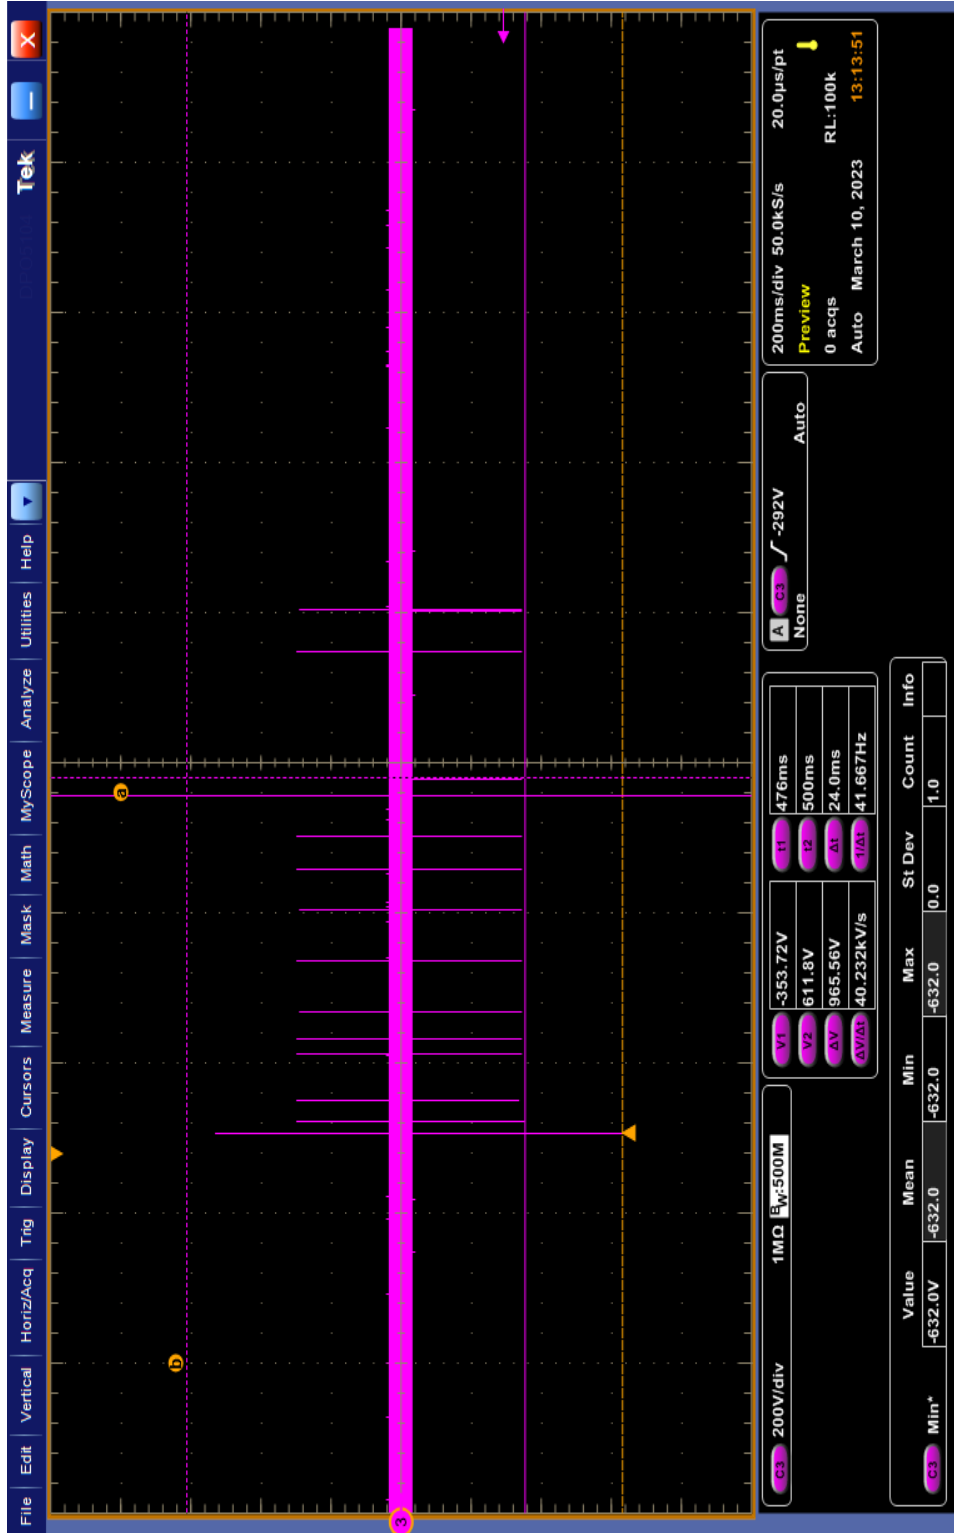 File Edit Vertical Horiz/Acq Trig Display Cursors Measure Mask Math MyScope Analyze Utilities Help Tek X
a
b
3
C3 200V/div 1MΩ BW:500M
V1 -353.72V
V2 611.8V
ΔV 965.56V
ΔV/Δt 40.232kV/s
t1 476ms
t2 500ms
Δt 24.0ms
1/Δt 41.667Hz
A C3 -292V
None Auto
200ms/div 50.0kS/s 20.0µs/pt
Preview
0 acqs RL:100k
Auto March 10, 2023 13:13:51
Value Mean Min Max St Dev Count Info
C3 Min* -632.0V -632.0 -632.0 -632.0 0.0 1.0